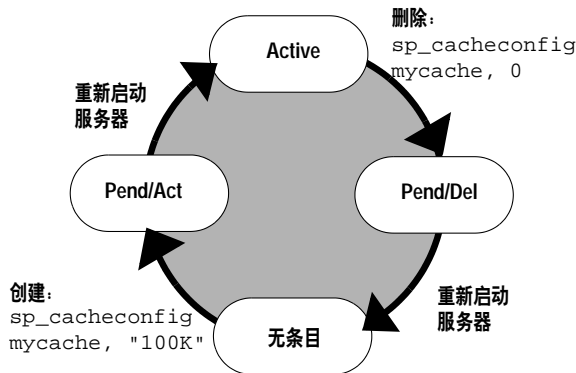 Active
删除：
sp_cacheconfig
mycache, 0
重新启动
服务器
Pend/Act
Pend/Del
创建：
sp_cacheconfig
mycache, "100K"
无条目
重新启动
服务器